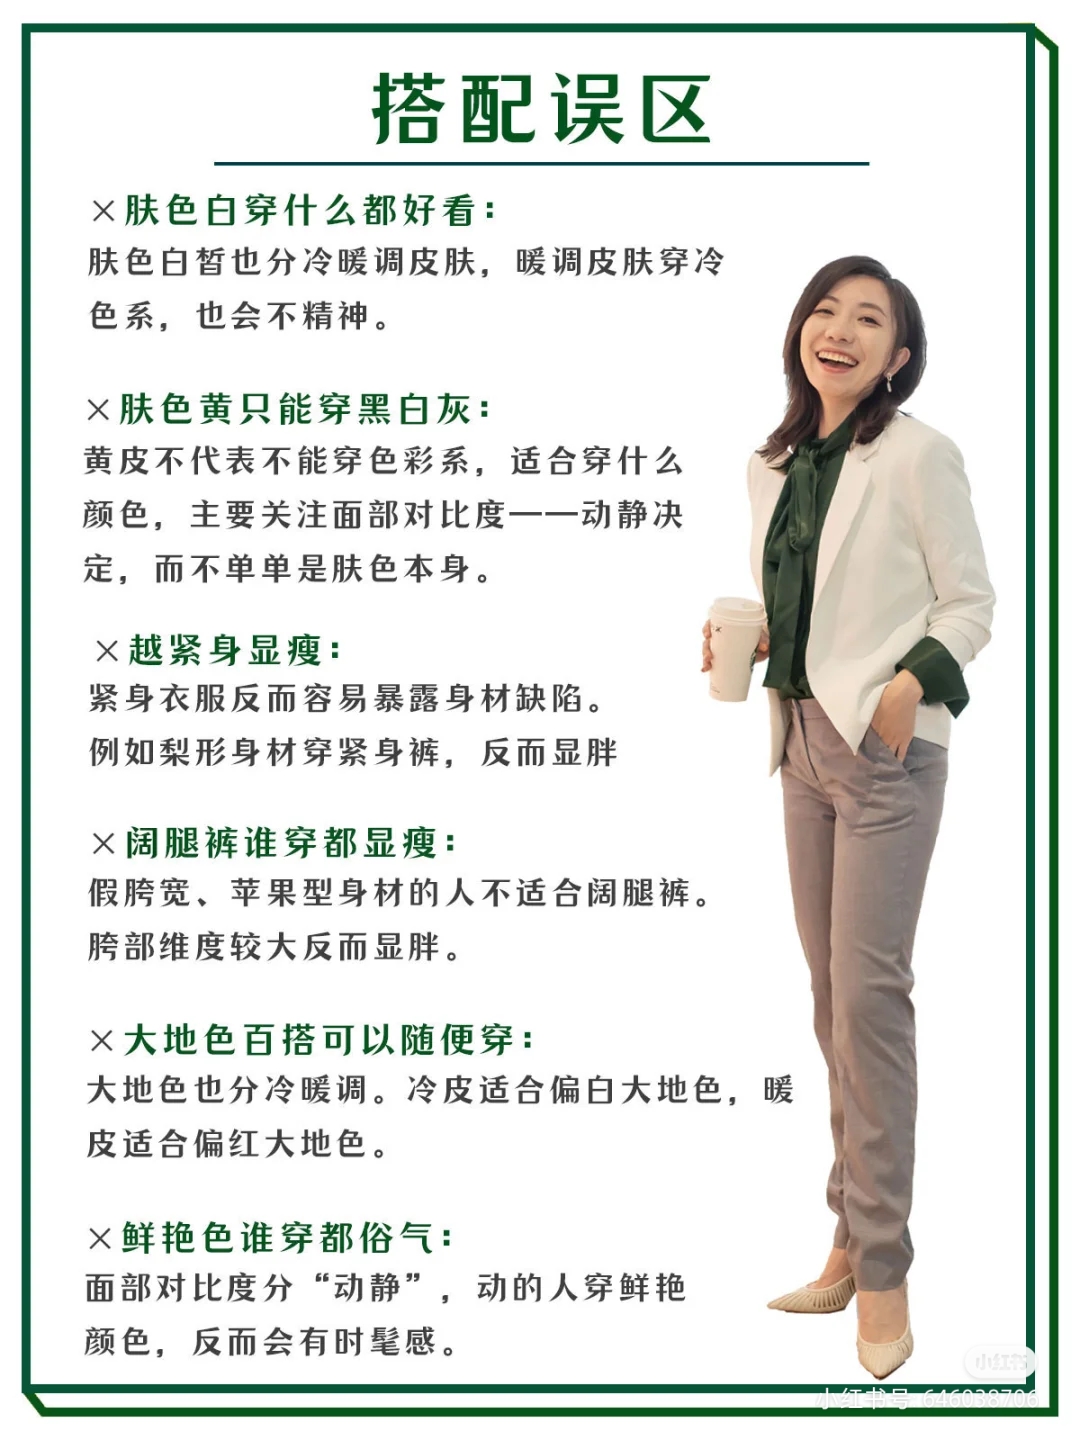 搭配误区
×肤色白穿什么都好看：
肤色白皙也分冷暖调皮肤，暖调皮肤穿冷
色系，也会不精神。
×肤色黄只能穿黑白灰：
黄皮不代表不能穿色彩系，适合穿什么
颜色，主要关注面部对比度——动静决
定，而不单单是肤色本身。
×越紧身显瘦：
紧身衣服反而容易暴露身材缺陷。
例如梨形身材穿紧身裤，反而显胖
×阔腿裤谁穿都显瘦：
假胯宽、苹果型身材的人不适合阔腿裤。
胯部维度较大反而显胖。
×大地色百搭可以随便穿：
大地色也分冷暖调。冷皮适合偏白大地色，暖
皮适合偏红大地色。
×鲜艳色谁穿都俗气：
面部对比度分“动静”，动的人穿鲜艳
颜色，反而会有时髦感。
小红书
小红书号 646038706